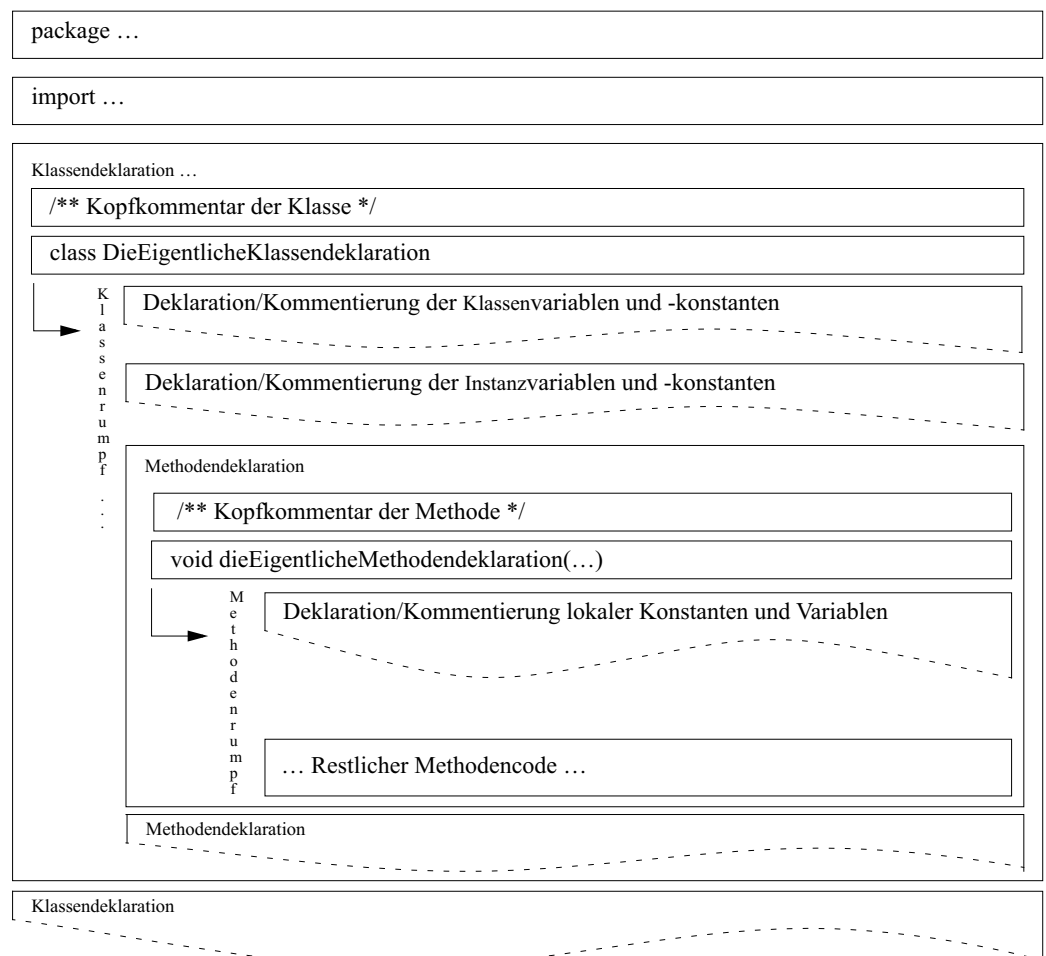 package …
import …
Klassendeklaration …
/** Kopfkommentar der Klasse */
class DieEigentlicheKlassendeklaration
Klassenrumpf ...
Deklaration/Kommentierung der Klassenvariablen und -konstanten
Deklaration/Kommentierung der Instanzvariablen und -konstanten
Methodendeklaration
/** Kopfkommentar der Methode */
void dieEigentlicheMethodendeklaration(…)
Methodenrumpf
Deklaration/Kommentierung lokaler Konstanten und Variablen
… Restlicher Methodencode …
Methodendeklaration
Klassendeklaration